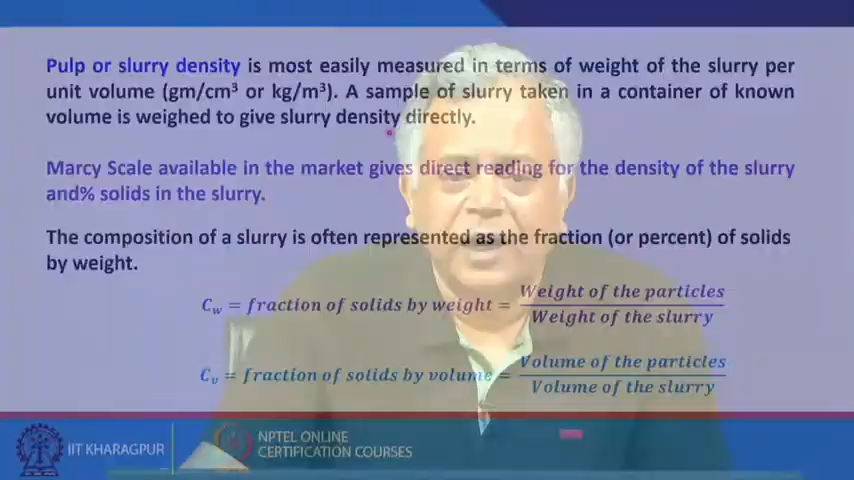 Pulp or slurry density is most easily measured in terms of weight of the slurry per
unit volume (gm/cm³ or kg/m³). A sample of slurry taken in a container of known
volume is weighed to give slurry density directly.
Marcy Scale available in the market gives direct reading for the density of the slurry
and% solids in the slurry.
The composition of a slurry is often represented as the fraction (or percent) of solids
by weight.
C_w = fraction of solids by weight = Weight of the particles / Weight of the slurry
C_v = fraction of solids by volume = Volume of the particles / Volume of the slurry
IIT KHARAGPUR
NPTEL ONLINE
CERTIFICATION COURSES